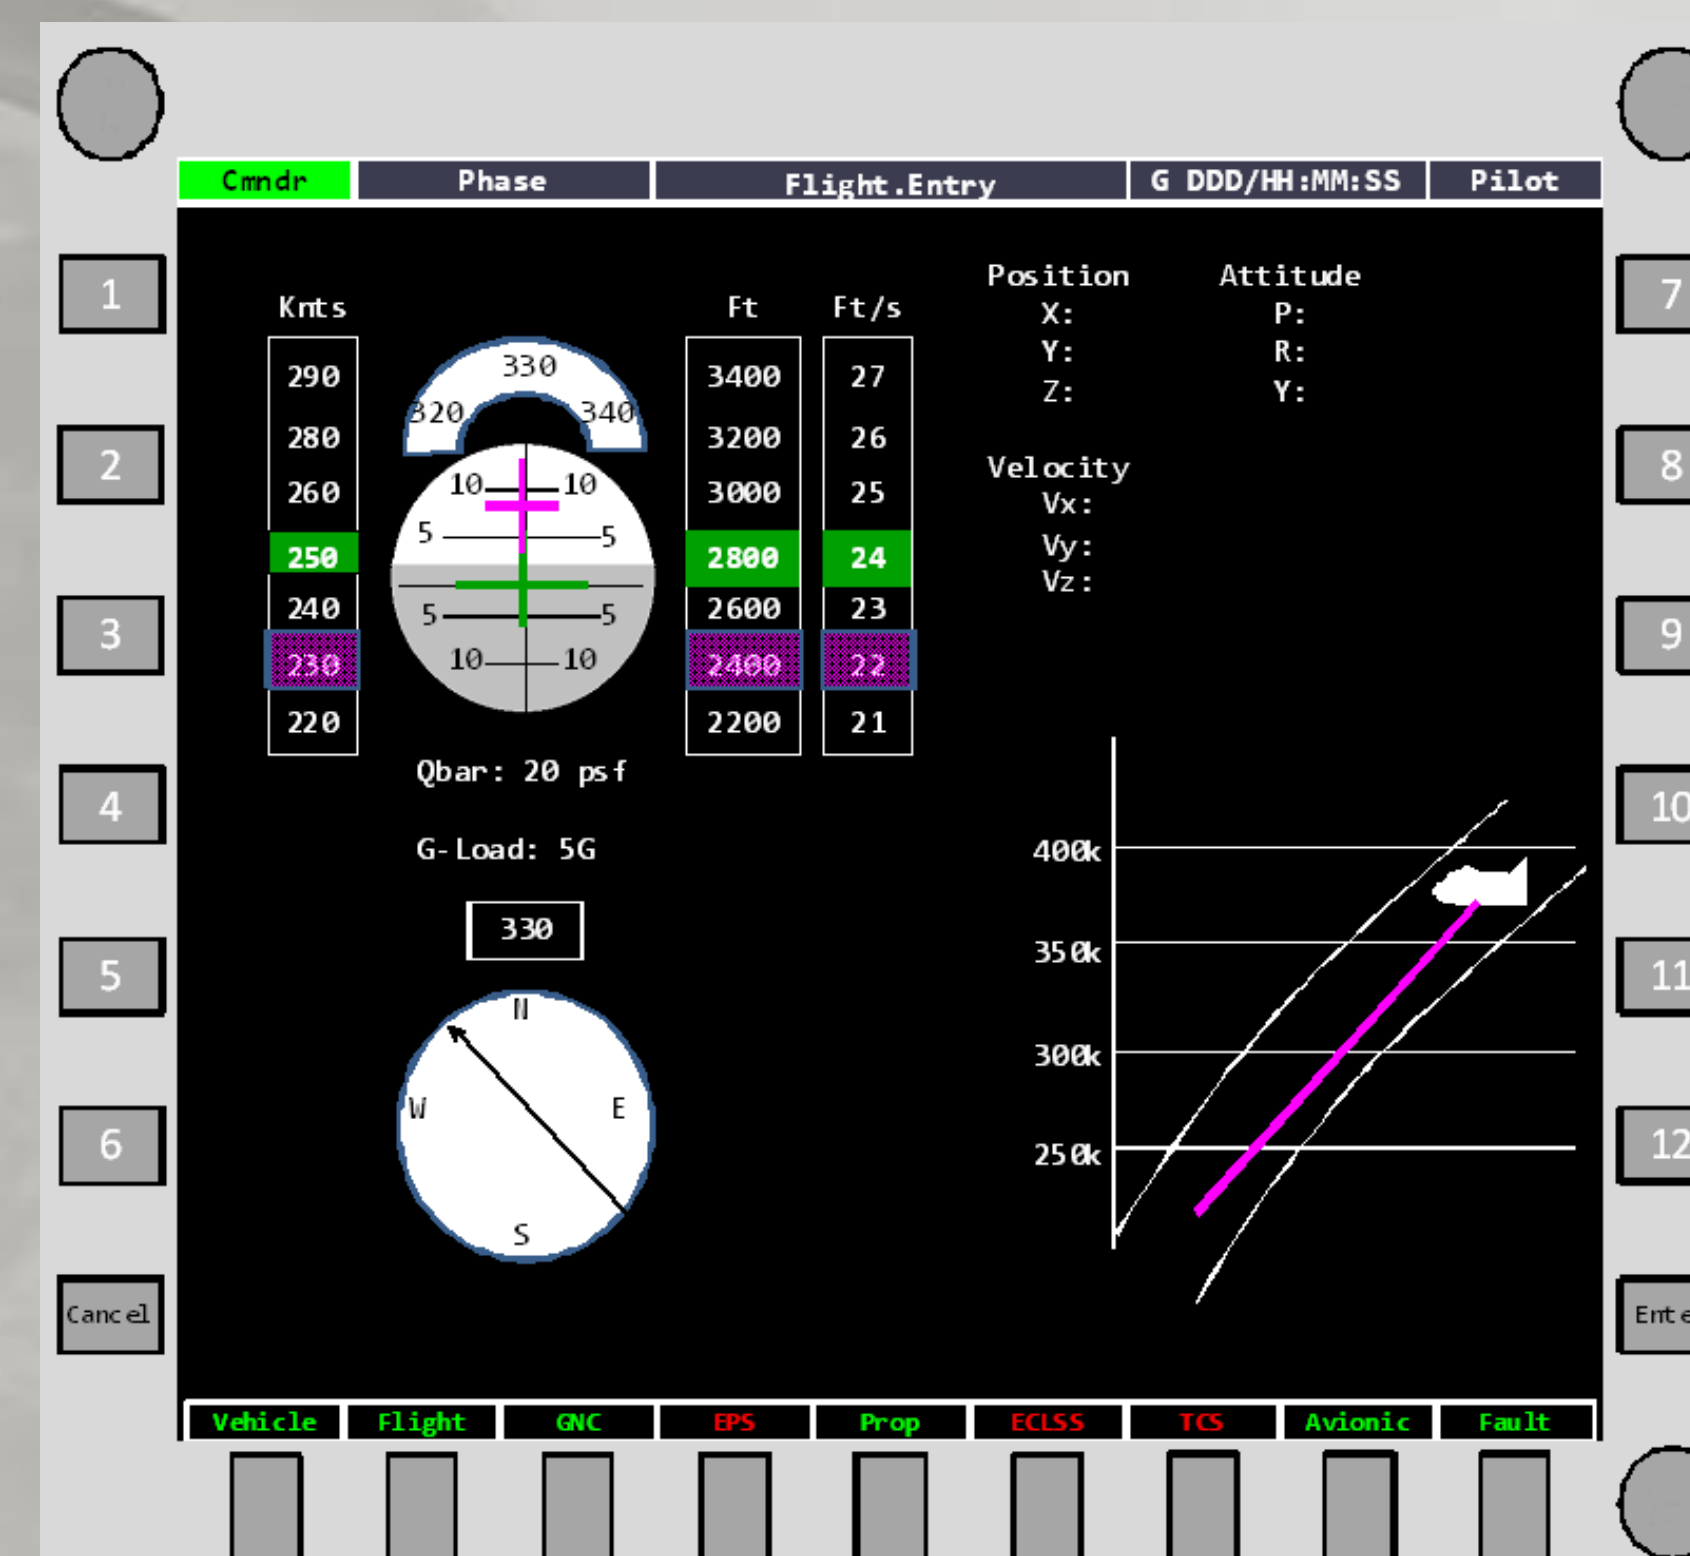 Cmndr Phase Flight.Entry G DDD/HH:MM:SS Pilot
1
2
3
4
5
6
Cancel
Knts
290
280
260
250
240
230
220
330
320 340
10 10
5 5
5 5
10 10
Qbar: 20 psf
G-Load: 5G
330
N
W E
S
Ft
3400
3200
3000
2800
2600
2400
2200
Ft/s
27
26
25
24
23
22
21
Position
X:
Y:
Z:
Attitude
P:
R:
Y:
Velocity
Vx:
Vy:
Vz:
400k
350k
300k
250k
7
8
9
10
11
12
Ente
Vehicle Flight GNC EPS Prop ECLSS TCS Avionic Fault